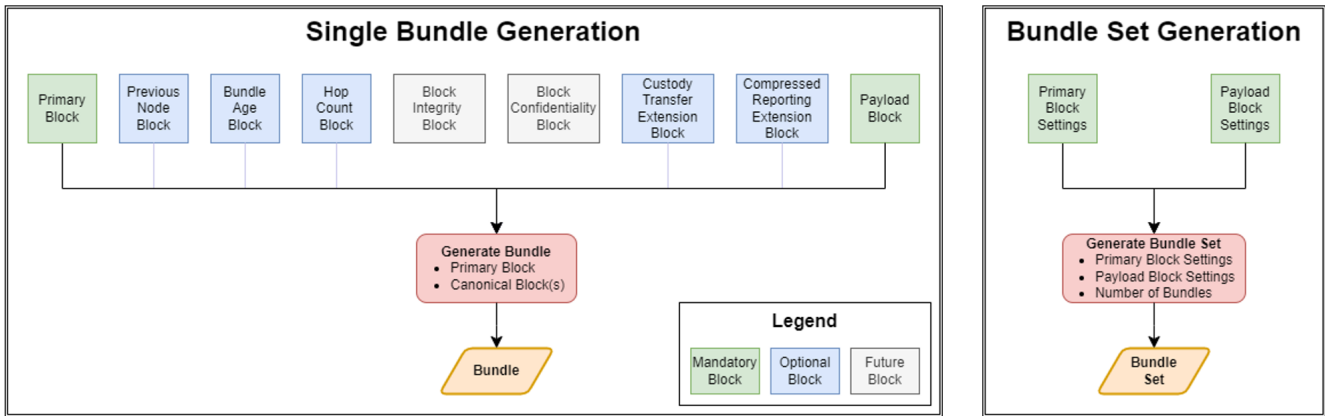 Single Bundle Generation
Primary
Block
Previous
Node
Block
Bundle
Age
Block
Hop
Count
Block
Block
Integrity
Block
Block
Confidentiality
Block
Custody
Transfer
Extension
Block
Compressed
Reporting
Extension
Block
Payload
Block
Generate Bundle
• Primary Block
• Canonical Block(s)
Bundle
Legend
Mandatory
Block
Optional
Block
Future
Block
Bundle Set Generation
Primary
Block
Settings
Payload
Block
Settings
Generate Bundle Set
• Primary Block Settings
• Payload Block Settings
• Number of Bundles
Bundle
Set